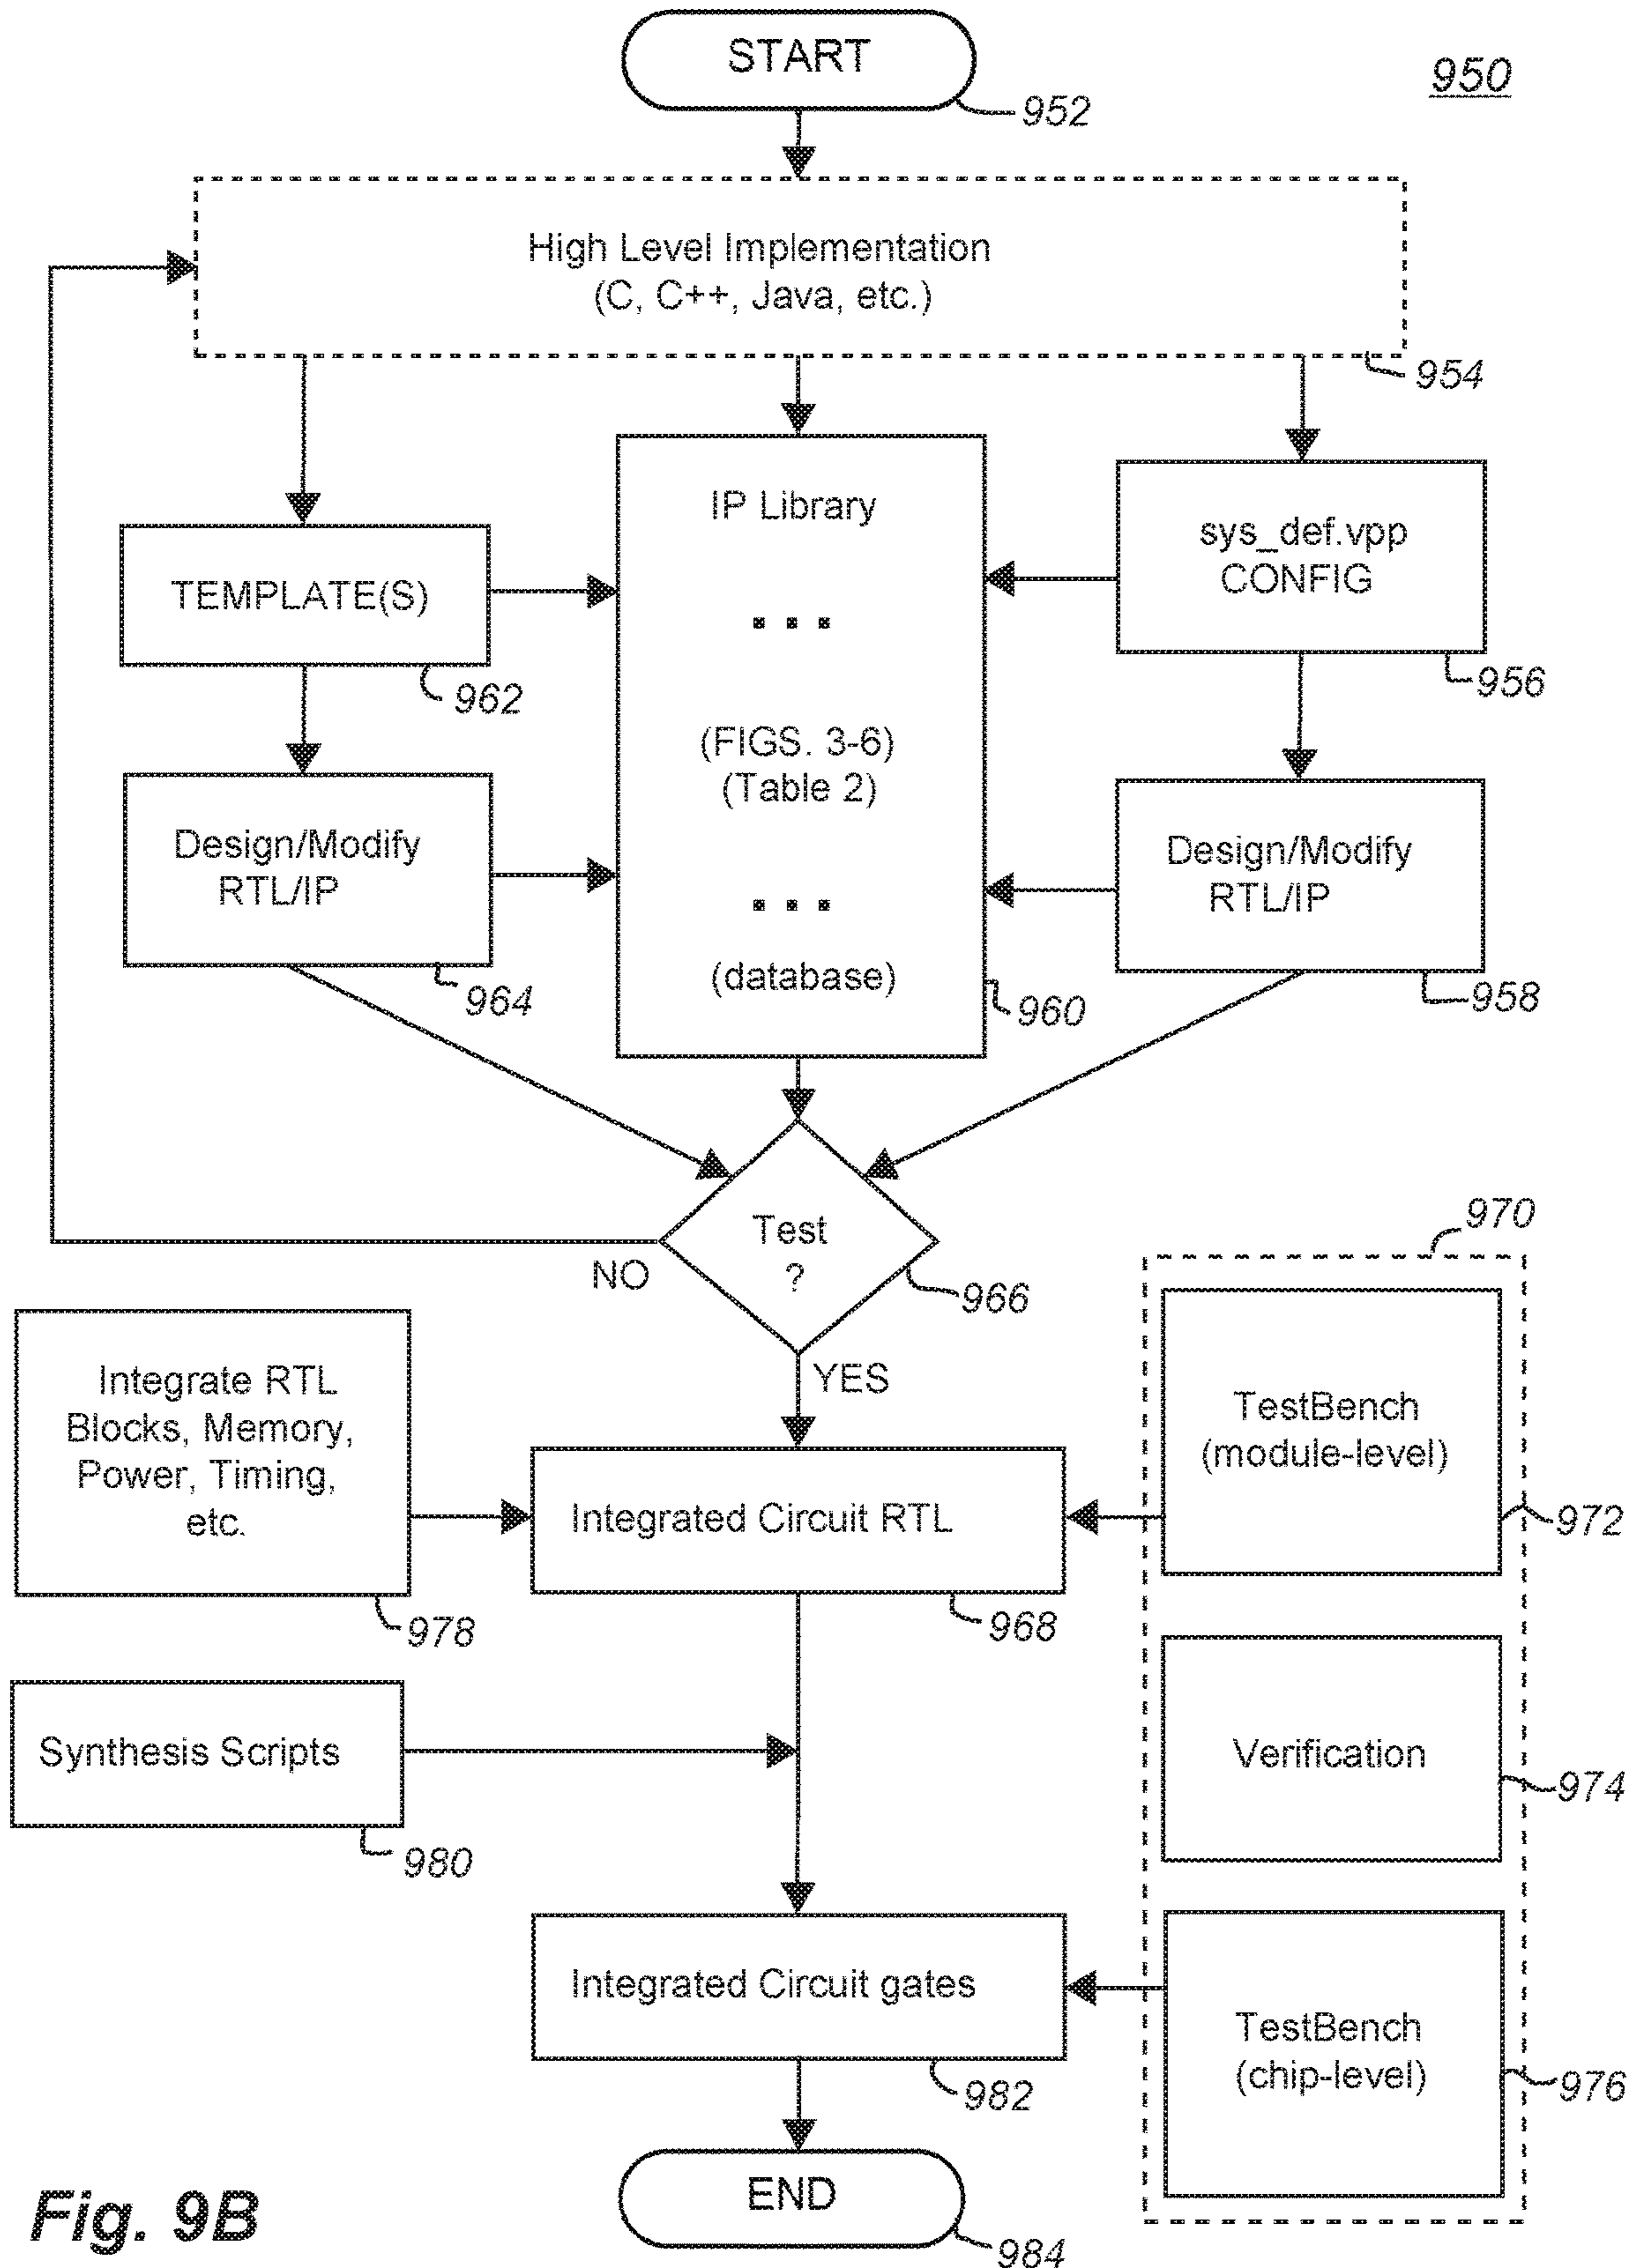 START
950
952
High Level Implementation
(C, C++, Java, etc.)
954
IP Library
sys_def.vpp
CONFIG
TEMPLATE(S)
...
962
956
(FIGS. 3-6)
(Table 2)
Design/Modify
RTL/IP
Design/Modify
RTL/IP
...
(database)
964
960
958
Test
?
NO
966
970
YES
Integrate RTL
Blocks, Memory,
Power, Timing,
etc.
TestBench
(module-level)
Integrated Circuit RTL
972
978
968
Synthesis Scripts
Verification
974
980
Integrated Circuit gates
TestBench
(chip-level)
982
976
END
984
Fig. 9B